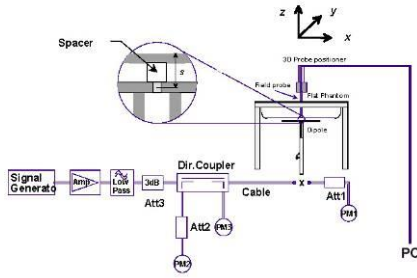 z
y
x
Spacer
s
3D Probe positioner
Field probe
Flat Phantom
Dipole
Signal
Generato
Amp
Low
Pass
3dB
Att3
Dir.Coupler
Cable
x
Att1
PM1
Att2
PM3
PM2
PC